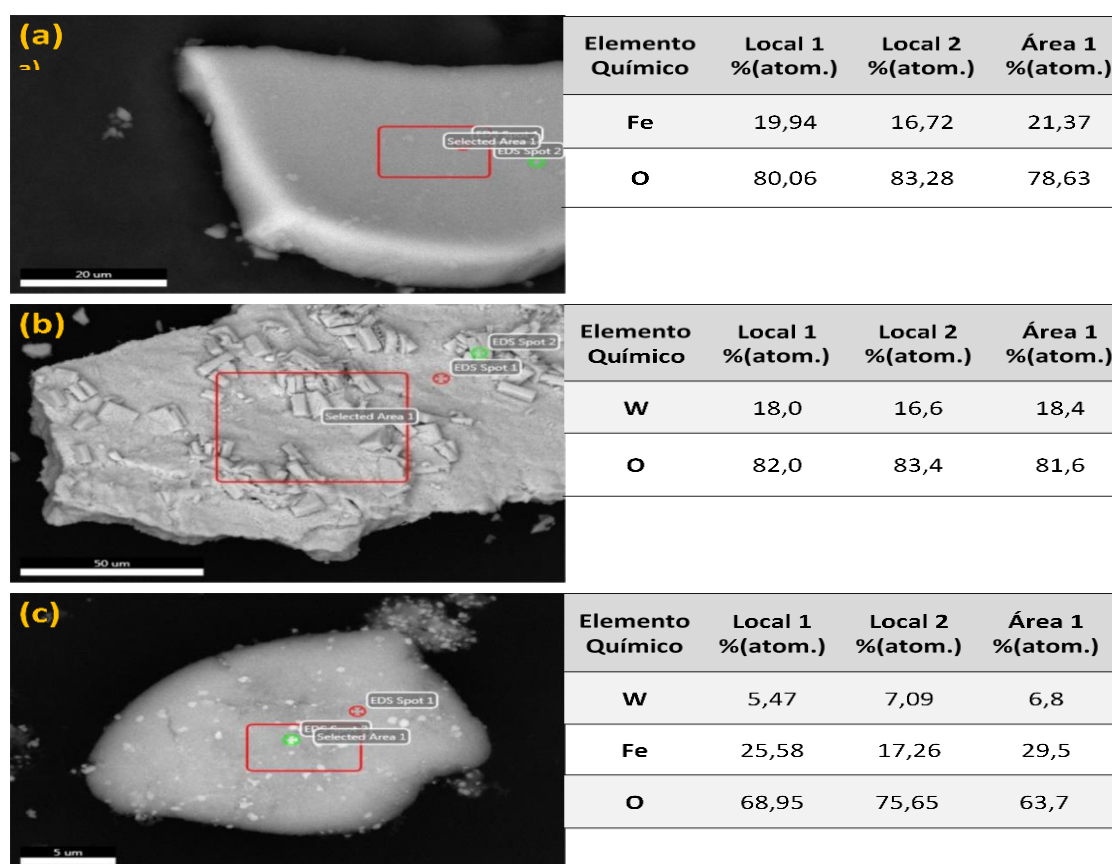 (a)
a)
Selected Area 1
EDS Spot 2
20 um
Elemento Químico Local 1 %(atom.) Local 2 %(atom.) Área 1 %(atom.)
Fe 19,94 16,72 21,37
O 80,06 83,28 78,63
(b)
EDS Spot 2
EDS Spot 1
Selected Area 1
50 um
Elemento Químico Local 1 %(atom.) Local 2 %(atom.) Área 1 %(atom.)
W 18,0 16,6 18,4
O 82,0 83,4 81,6
(c)
EDS Spot 1
Selected Area 1
5 um
Elemento Químico Local 1 %(atom.) Local 2 %(atom.) Área 1 %(atom.)
W 5,47 7,09 6,8
Fe 25,58 17,26 29,5
O 68,95 75,65 63,7